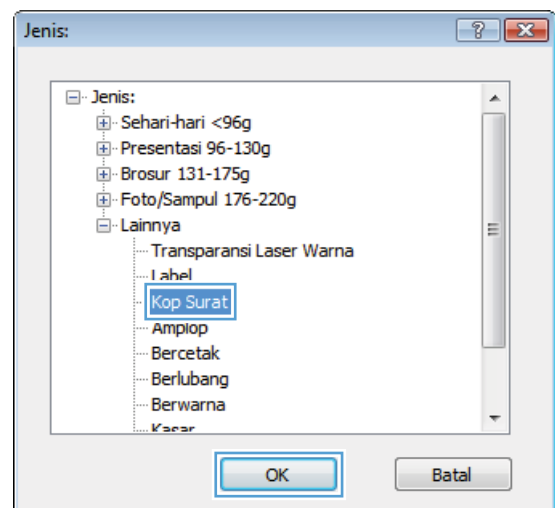 Jenis:
Jenis:
Sehari-hari <96g
Presentasi 96-130g
Brosur 131-175g
Foto/Sampul 176-220g
Lainnya
Transparansi Laser Warna
Label
Kop Surat
Amplop
Bercetak
Berlubang
Berwarna
Kasar
OK Batal